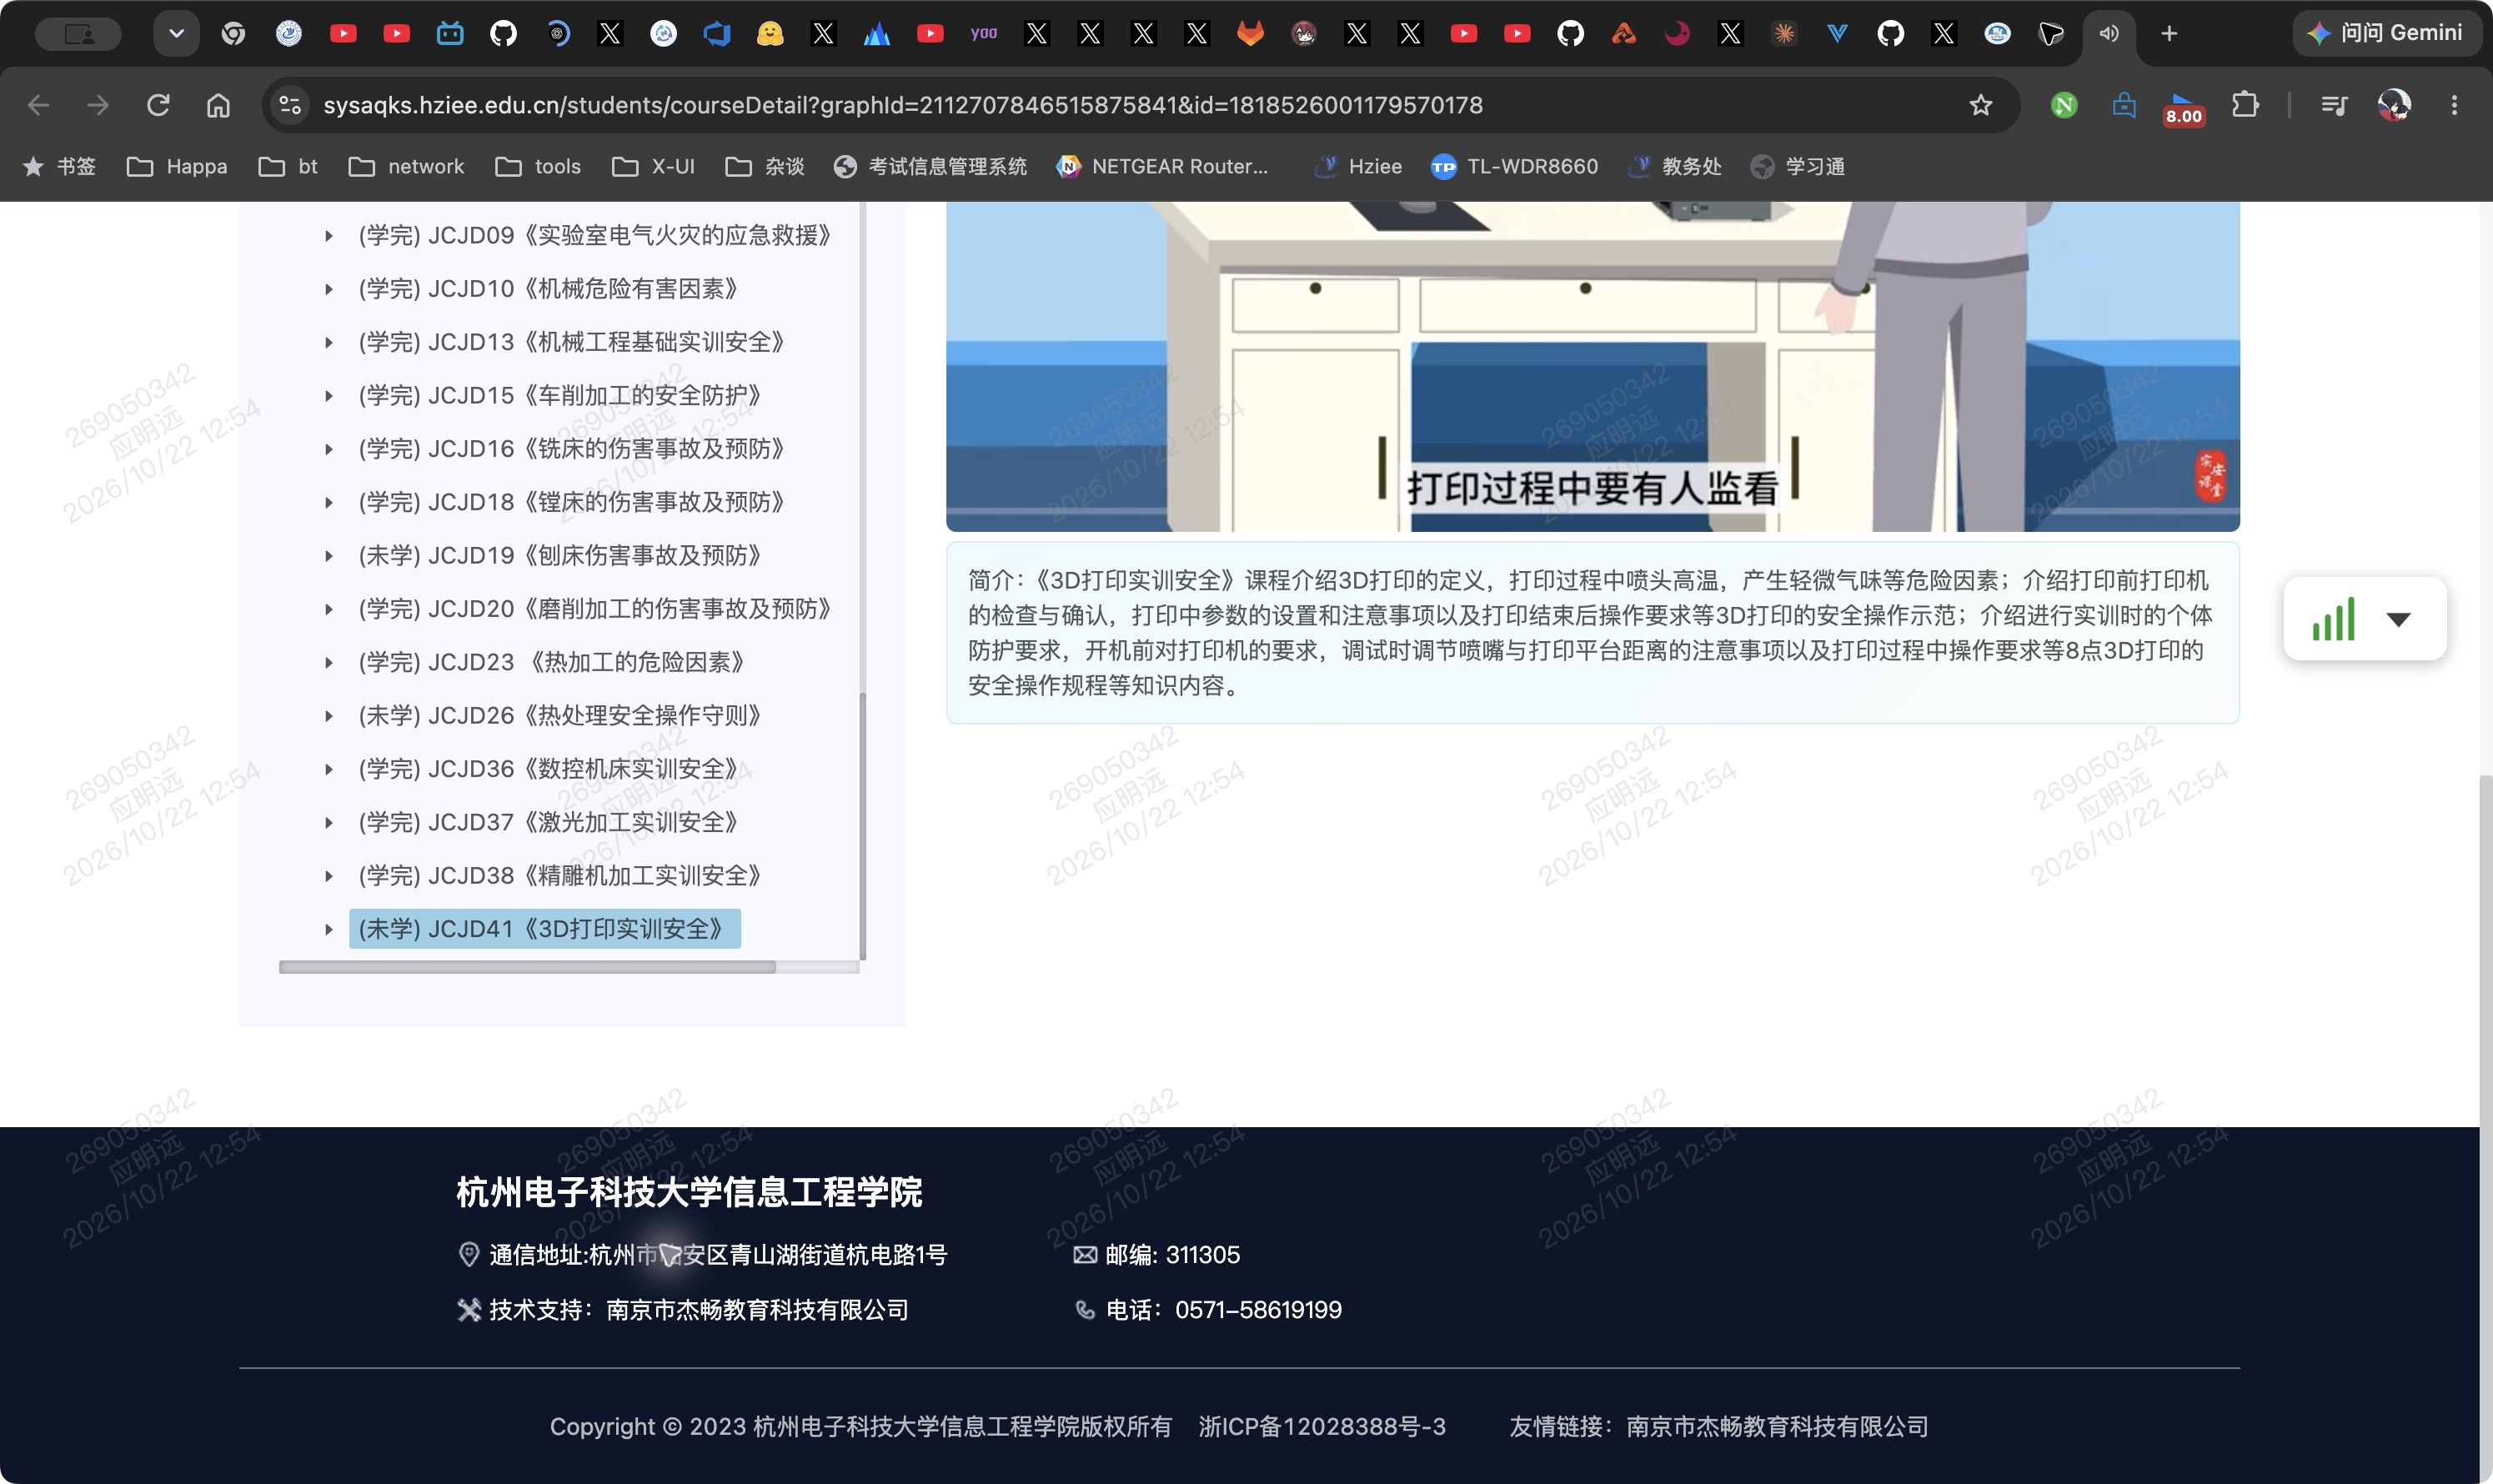 yoo
问问 Gemini
sysaqks.hziee.edu.cn/students/courseDetail?graphId=2112707846515875841&id=1818526001179570178
N
8.00
书签
Happa
bt
network
tools
X-UI
杂谈
考试信息管理系统
NETGEAR Router...
Hziee
TP TL-WDR8660
教务处
学习通
(学完) JCJD09《实验室电气火灾的应急救援》
(学完) JCJD10《机械危险有害因素》
(学完) JCJD13《机械工程基础实训安全》
(学完) JCJD15《车削加工的安全防护》
(学完) JCJD16《铣床的伤害事故及预防》
(学完) JCJD18《镗床的伤害事故及预防》
(未学) JCJD19《刨床伤害事故及预防》
(学完) JCJD20《磨削加工的伤害事故及预防》
(学完) JCJD23 《热加工的危险因素》
(未学) JCJD26《热处理安全操作守则》
(学完) JCJD36《数控机床实训安全》
(学完) JCJD37《激光加工实训安全》
(学完) JCJD38《精雕机加工实训安全》
(未学) JCJD41《3D打印实训安全》
打印过程中要有人监看
实安课堂
简介：《3D打印实训安全》课程介绍3D打印的定义，打印过程中喷头高温，产生轻微气味等危险因素；介绍打印前打印机
的检查与确认，打印中参数的设置和注意事项以及打印结束后操作要求等3D打印的安全操作示范；介绍进行实训时的个体
防护要求，开机前对打印机的要求，调试时调节喷嘴与打印平台距离的注意事项以及打印过程中操作要求等8点3D打印的
安全操作规程等知识内容。
269050342
应明远
2026/10/22 12:54
杭州电子科技大学信息工程学院
通信地址:杭州市临安区青山湖街道杭电路1号
邮编: 311305
技术支持：南京市杰畅教育科技有限公司
电话：0571-58619199
Copyright © 2023 杭州电子科技大学信息工程学院版权所有 浙ICP备12028388号-3 友情链接：南京市杰畅教育科技有限公司